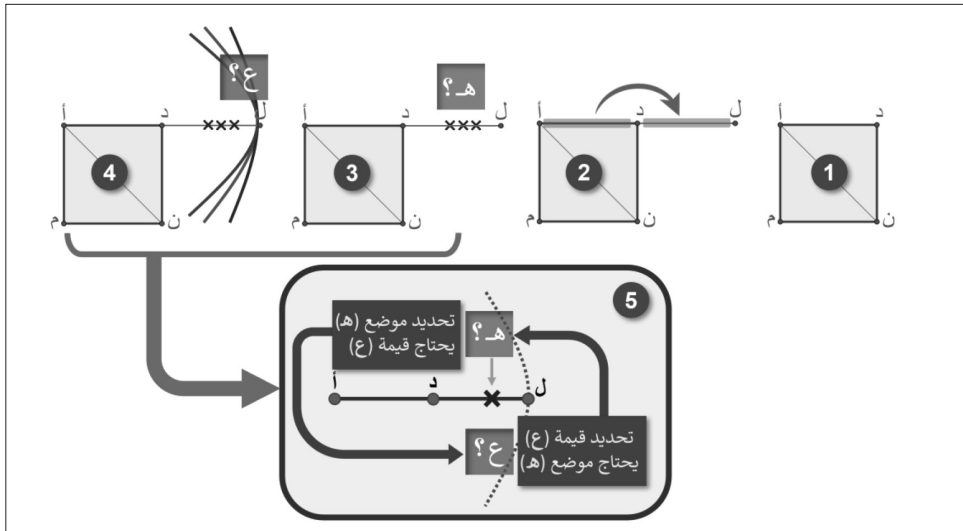 أ
د
م
ن
1
أ
د
ل
م
ن
2
هـ ؟
أ
د
ل
م
ن
3
ع ؟
أ
د
ل
م
ن
4
5
تحديد موضع (هـ)
يحتاج قيمة (ع)
هـ ؟
أ
د
ل
ع ؟
تحديد قيمة (ع)
يحتاج موضع (هـ)